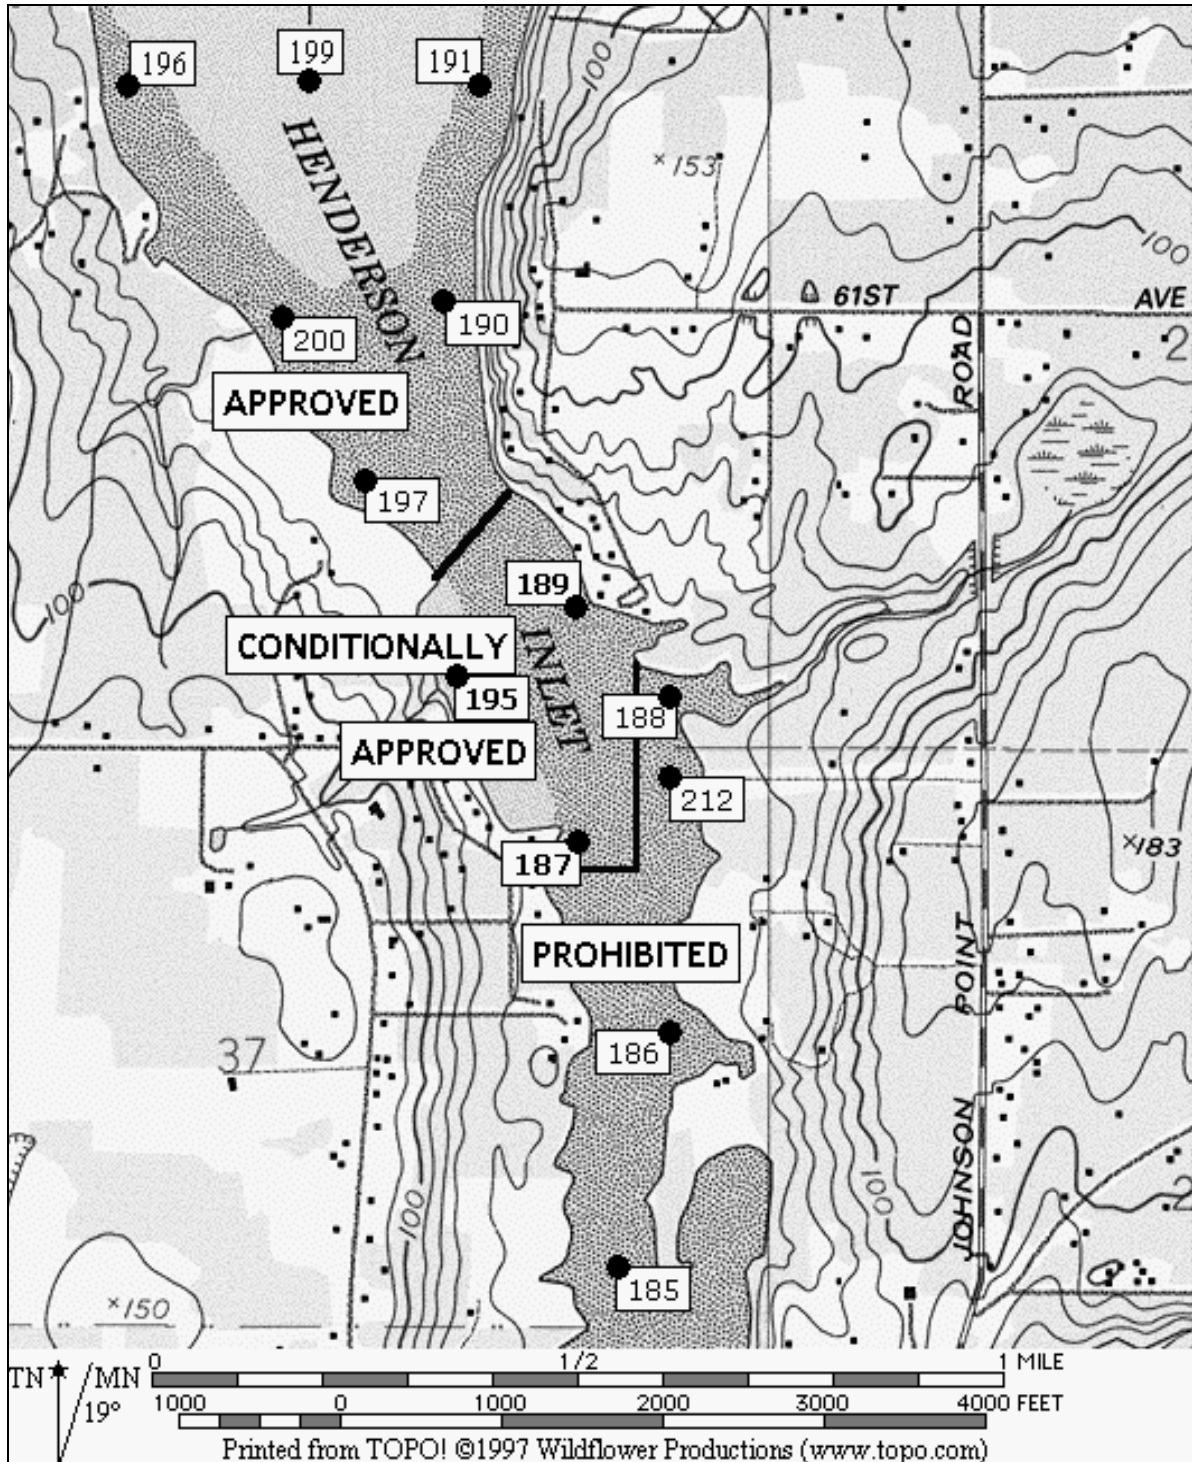 196
199
191
100
HENDERSON
153
100
61ST
AVE
200
190
ROAD
2
APPROVED
197
100
189
CONDITIONALLY
INLET
195
188
APPROVED
212
187
183
PROHIBITED
POINT
186
37
JOHNSON
100
100
2
185
150
TN
/MN
19°
0
1/2
1 MILE
1000
0
1000
2000
3000
4000 FEET
Printed from TOPO! ©1997 Wildflower Productions (www.topo.com)